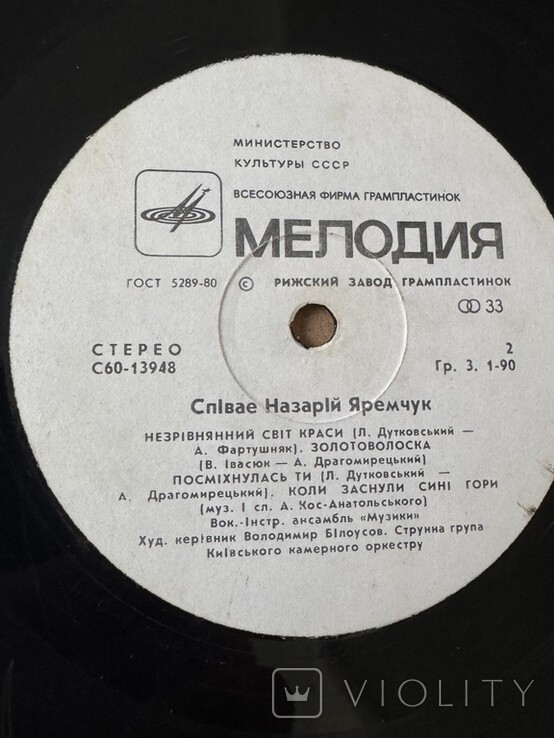 МИНИСТЕРСТВО
КУЛЬТУРЫ СССР
ВСЕСОЮЗНАЯ ФИРМА ГРАМПЛАСТИНОК
МЕЛОДИЯ
ГОСТ 5289-80 © РИЖСКИЙ ЗАВОД ГРАМПЛАСТИНОК
33
СТЕРЕО 2
С60-13948 Гр. 3. 1-90
Співае Назарій Яремчук
НЕЗРІВНЯННИЙ СВІТ КРАСИ (Л. Дутковський —
А. Фартушняк). ЗОЛОТОВОЛОСКА
(В. Івасюк — А. Драгомирецький)
ПОСМІХНУЛАСЬ ТИ (Л. Дутковський —
А. Драгомирецький). КОЛИ ЗАСНУЛИ СИНІ ГОРИ
(муз. і сл. А. Кос-Анатольського)
Вок.-Інстр. ансамбль «Музики»
Худ. керівник Володимир Білоусов. Струнна група
Київського камерного оркестру
VIOLITY